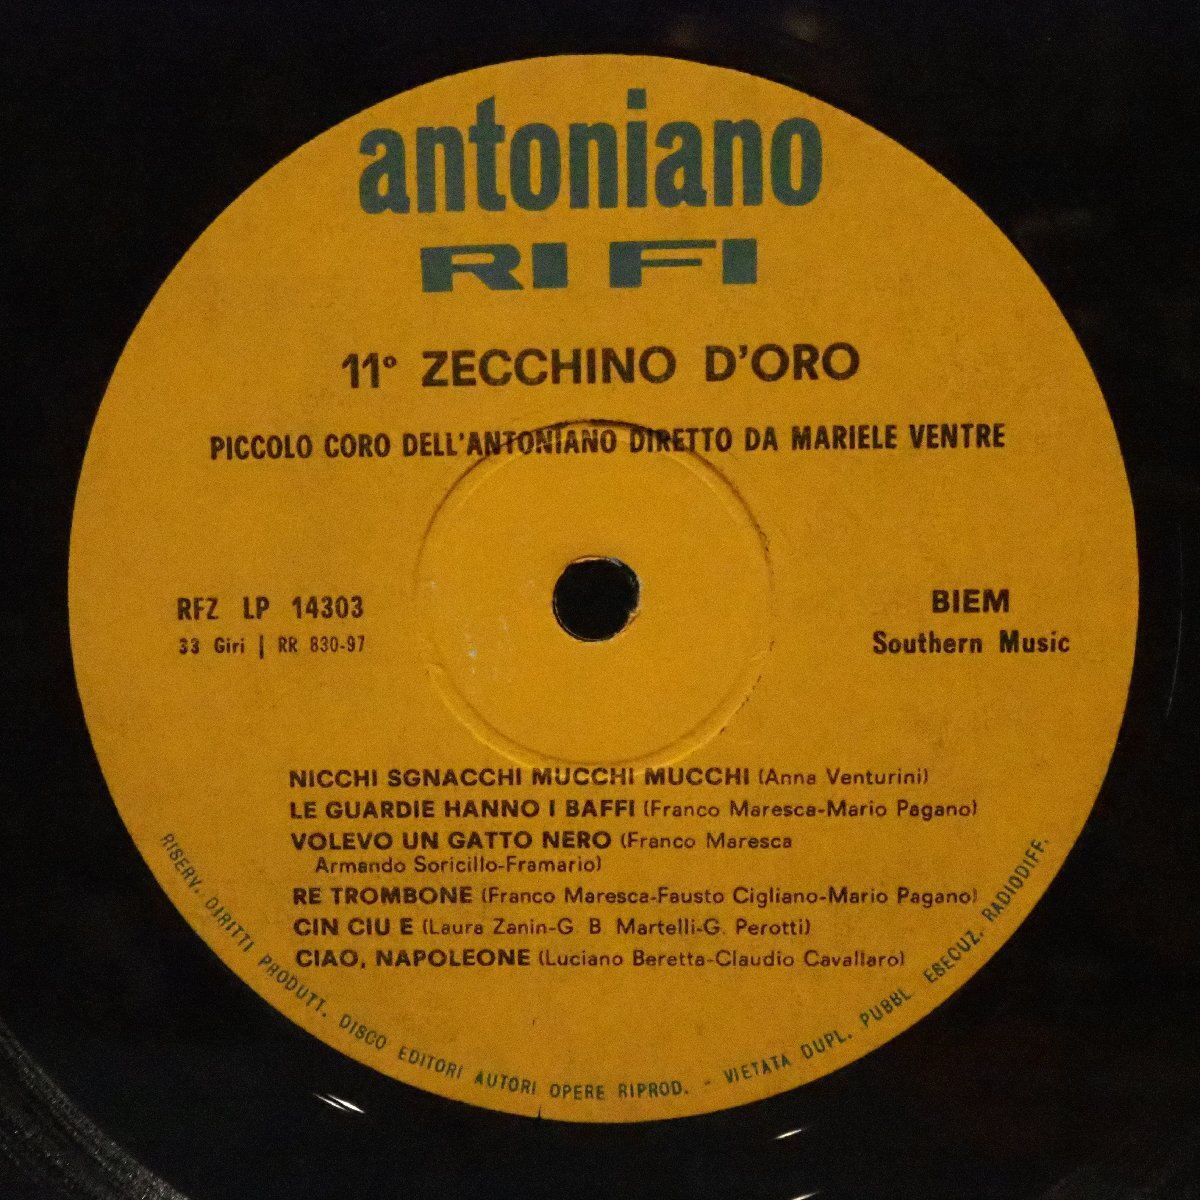 antoniano
RI FI
11° ZECCHINO D'ORO
PICCOLO CORO DELL'ANTONIANO DIRETTO DA MARIELE VENTRE
RFZ LP 14303
33 Giri | RR 830-97
BIEM
Southern Music
NICCHI SGNACCHI MUCCHI MUCCHI (Anna Venturini)
LE GUARDIE HANNO I BAFFI (Franco Maresca-Mario Pagano)
VOLEVO UN GATTO NERO (Franco Maresca
Armando Soricillo-Framario)
RE TROMBONE (Franco Maresca-Fausto Cigliano-Mario Pagano)
CIN CIU E (Laura Zanin-G. B. Martelli-G. Perotti)
CIAO, NAPOLEONE (Luciano Beretta-Claudio Cavallaro)
RISERV. DIRITTI PRODUTT. DISCO EDITORI AUTORI OPERE RIPROD. - VIETATA DUPL. PUBBL. ESECUZ. RADIODIFF.